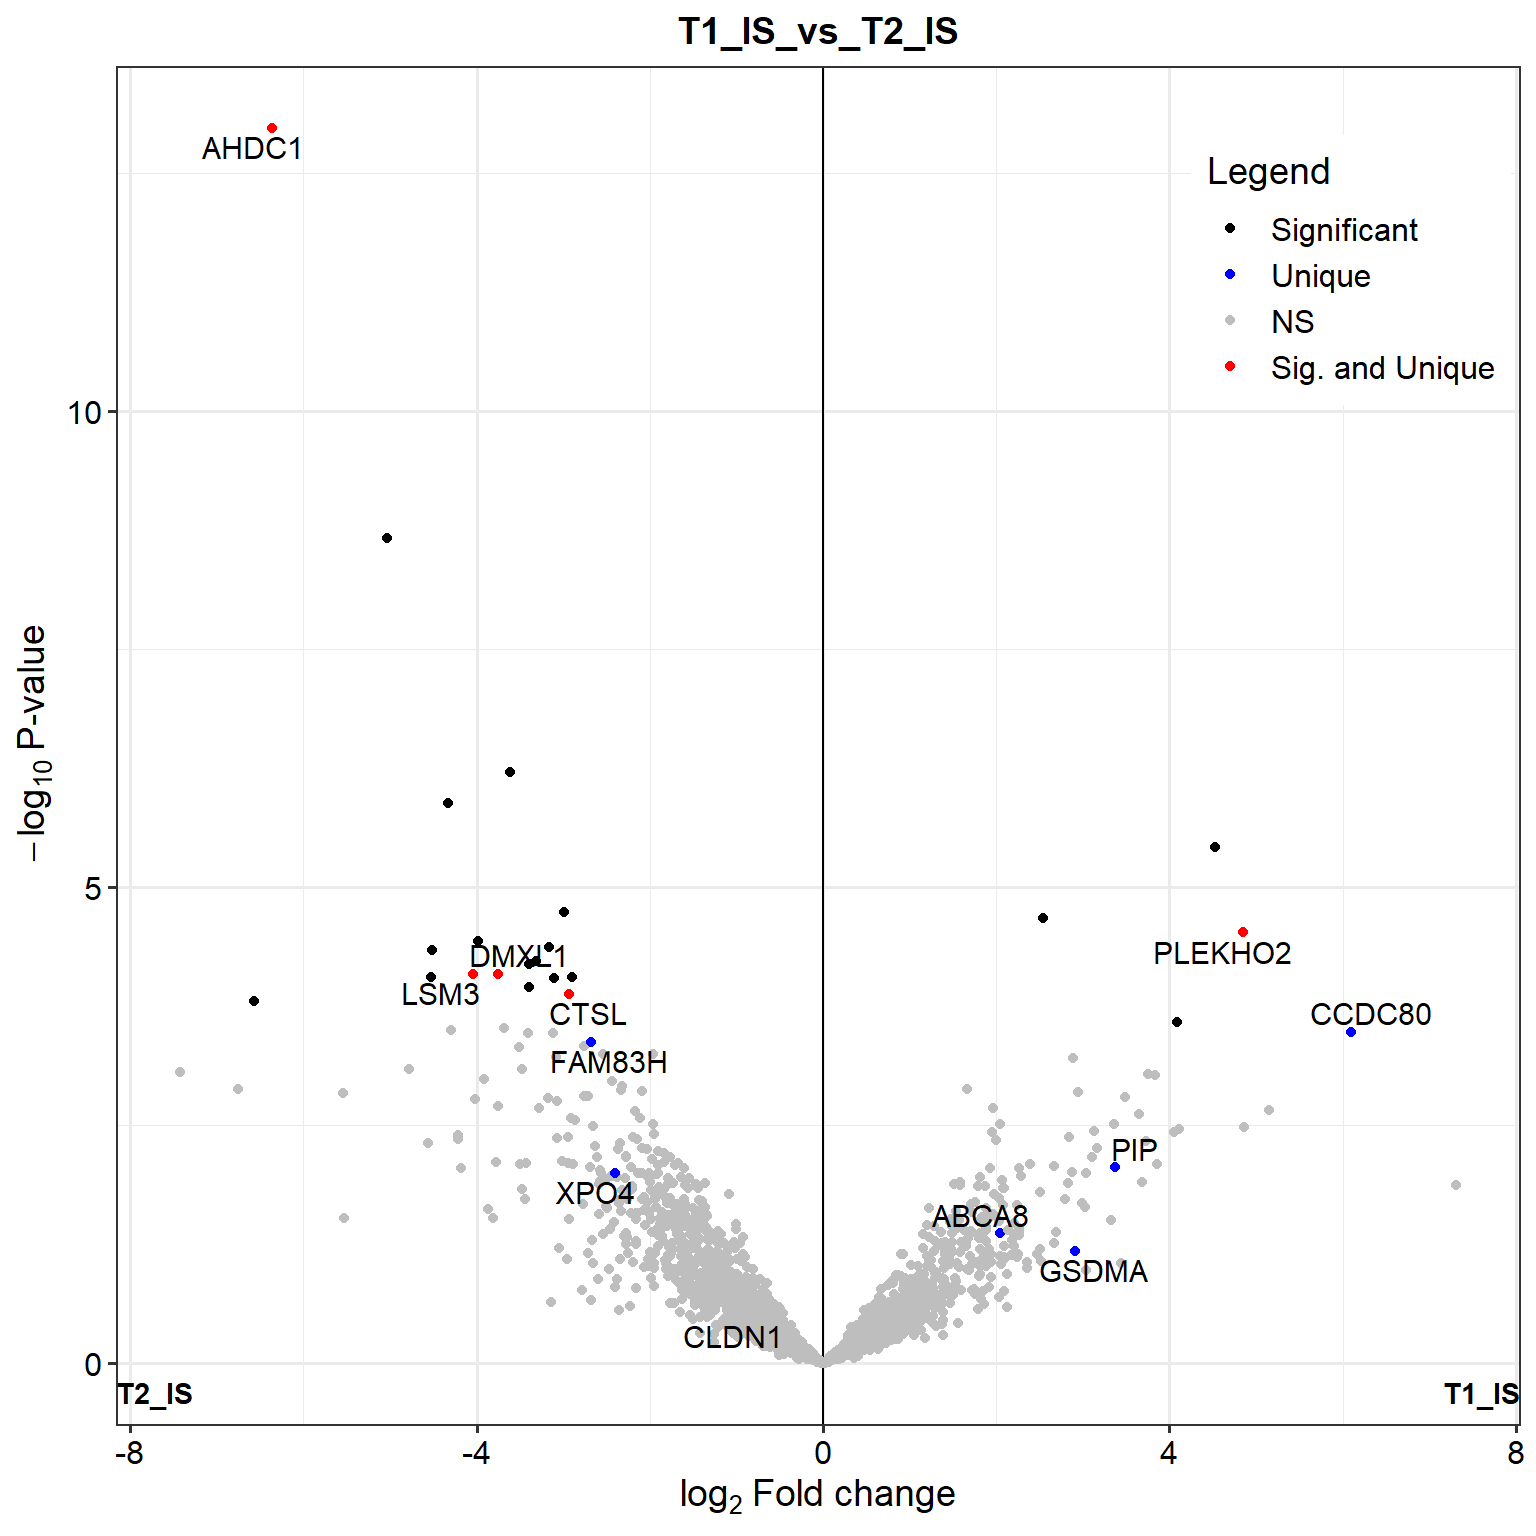 T1_IS_vs_T2_IS
AHDC1
Legend
Significant
Unique
NS
Sig. and Unique
10
−log10 P-value
5
DMXL1
LSM3
CTSL
FAM83H
XPO4
CLDN1
PLEKHO2
CCDC80
PIP
ABCA8
GSDMA
0
T2_IS
T1_IS
-8
-4
0
4
8
log2 Fold change